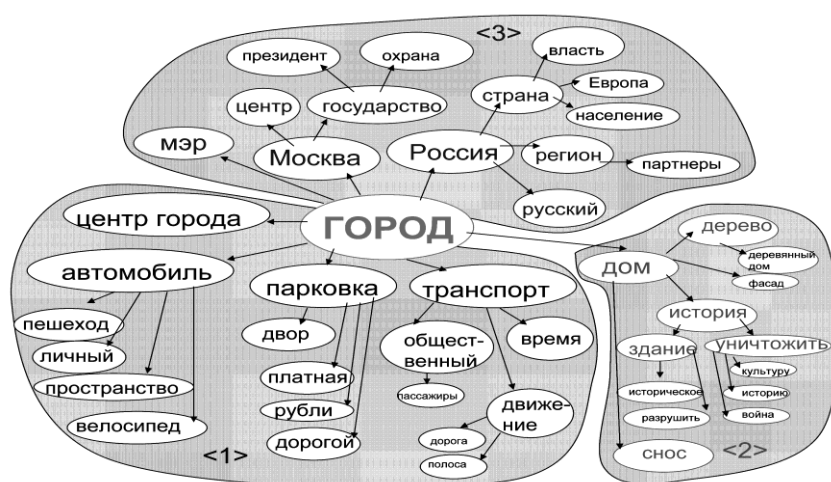 <3>
президент
охрана
власть
центр
государство
страна
Европа
население
мэр
Москва
Россия
регион
партнеры
русский
ГОРОД
центр города
автомобиль
пешеход
личный
пространство
велосипед
<1>
парковка
двор
платная
рубли
дорогой
транспорт
общест-
венный
время
пассажиры
движе-
ние
дорога
полоса
дом
дерево
деревянный
дом
фасад
история
здание
уничтожить
культуру
историческое
историю
разрушить
война
снос
<2>